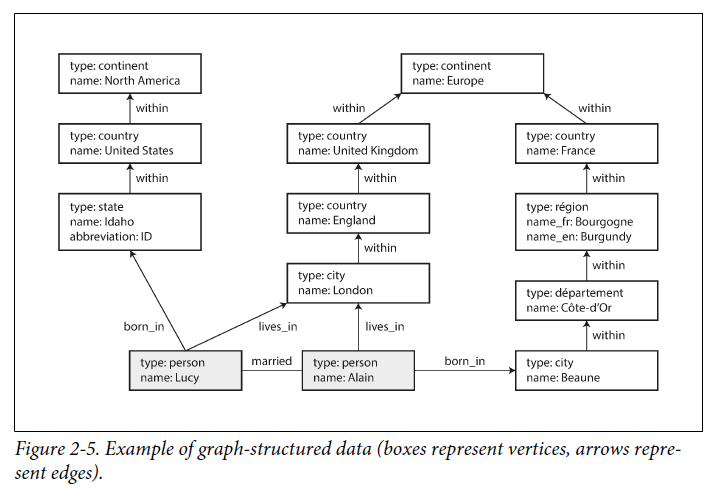 type: continent
name: North America
type: continent
name: Europe
within
within
within
type: country
name: United States
type: country
name: United Kingdom
type: country
name: France
within
within
within
type: state
name: Idaho
abbreviation: ID
type: country
name: England
type: région
name_fr: Bourgogne
name_en: Burgundy
within
within
type: city
name: London
type: département
name: Côte-d’Or
born_in
lives_in
lives_in
within
type: person
name: Lucy
married
type: person
name: Alain
born_in
type: city
name: Beaune
Figure 2-5. Example of graph-structured data (boxes represent vertices, arrows repre-
sent edges).